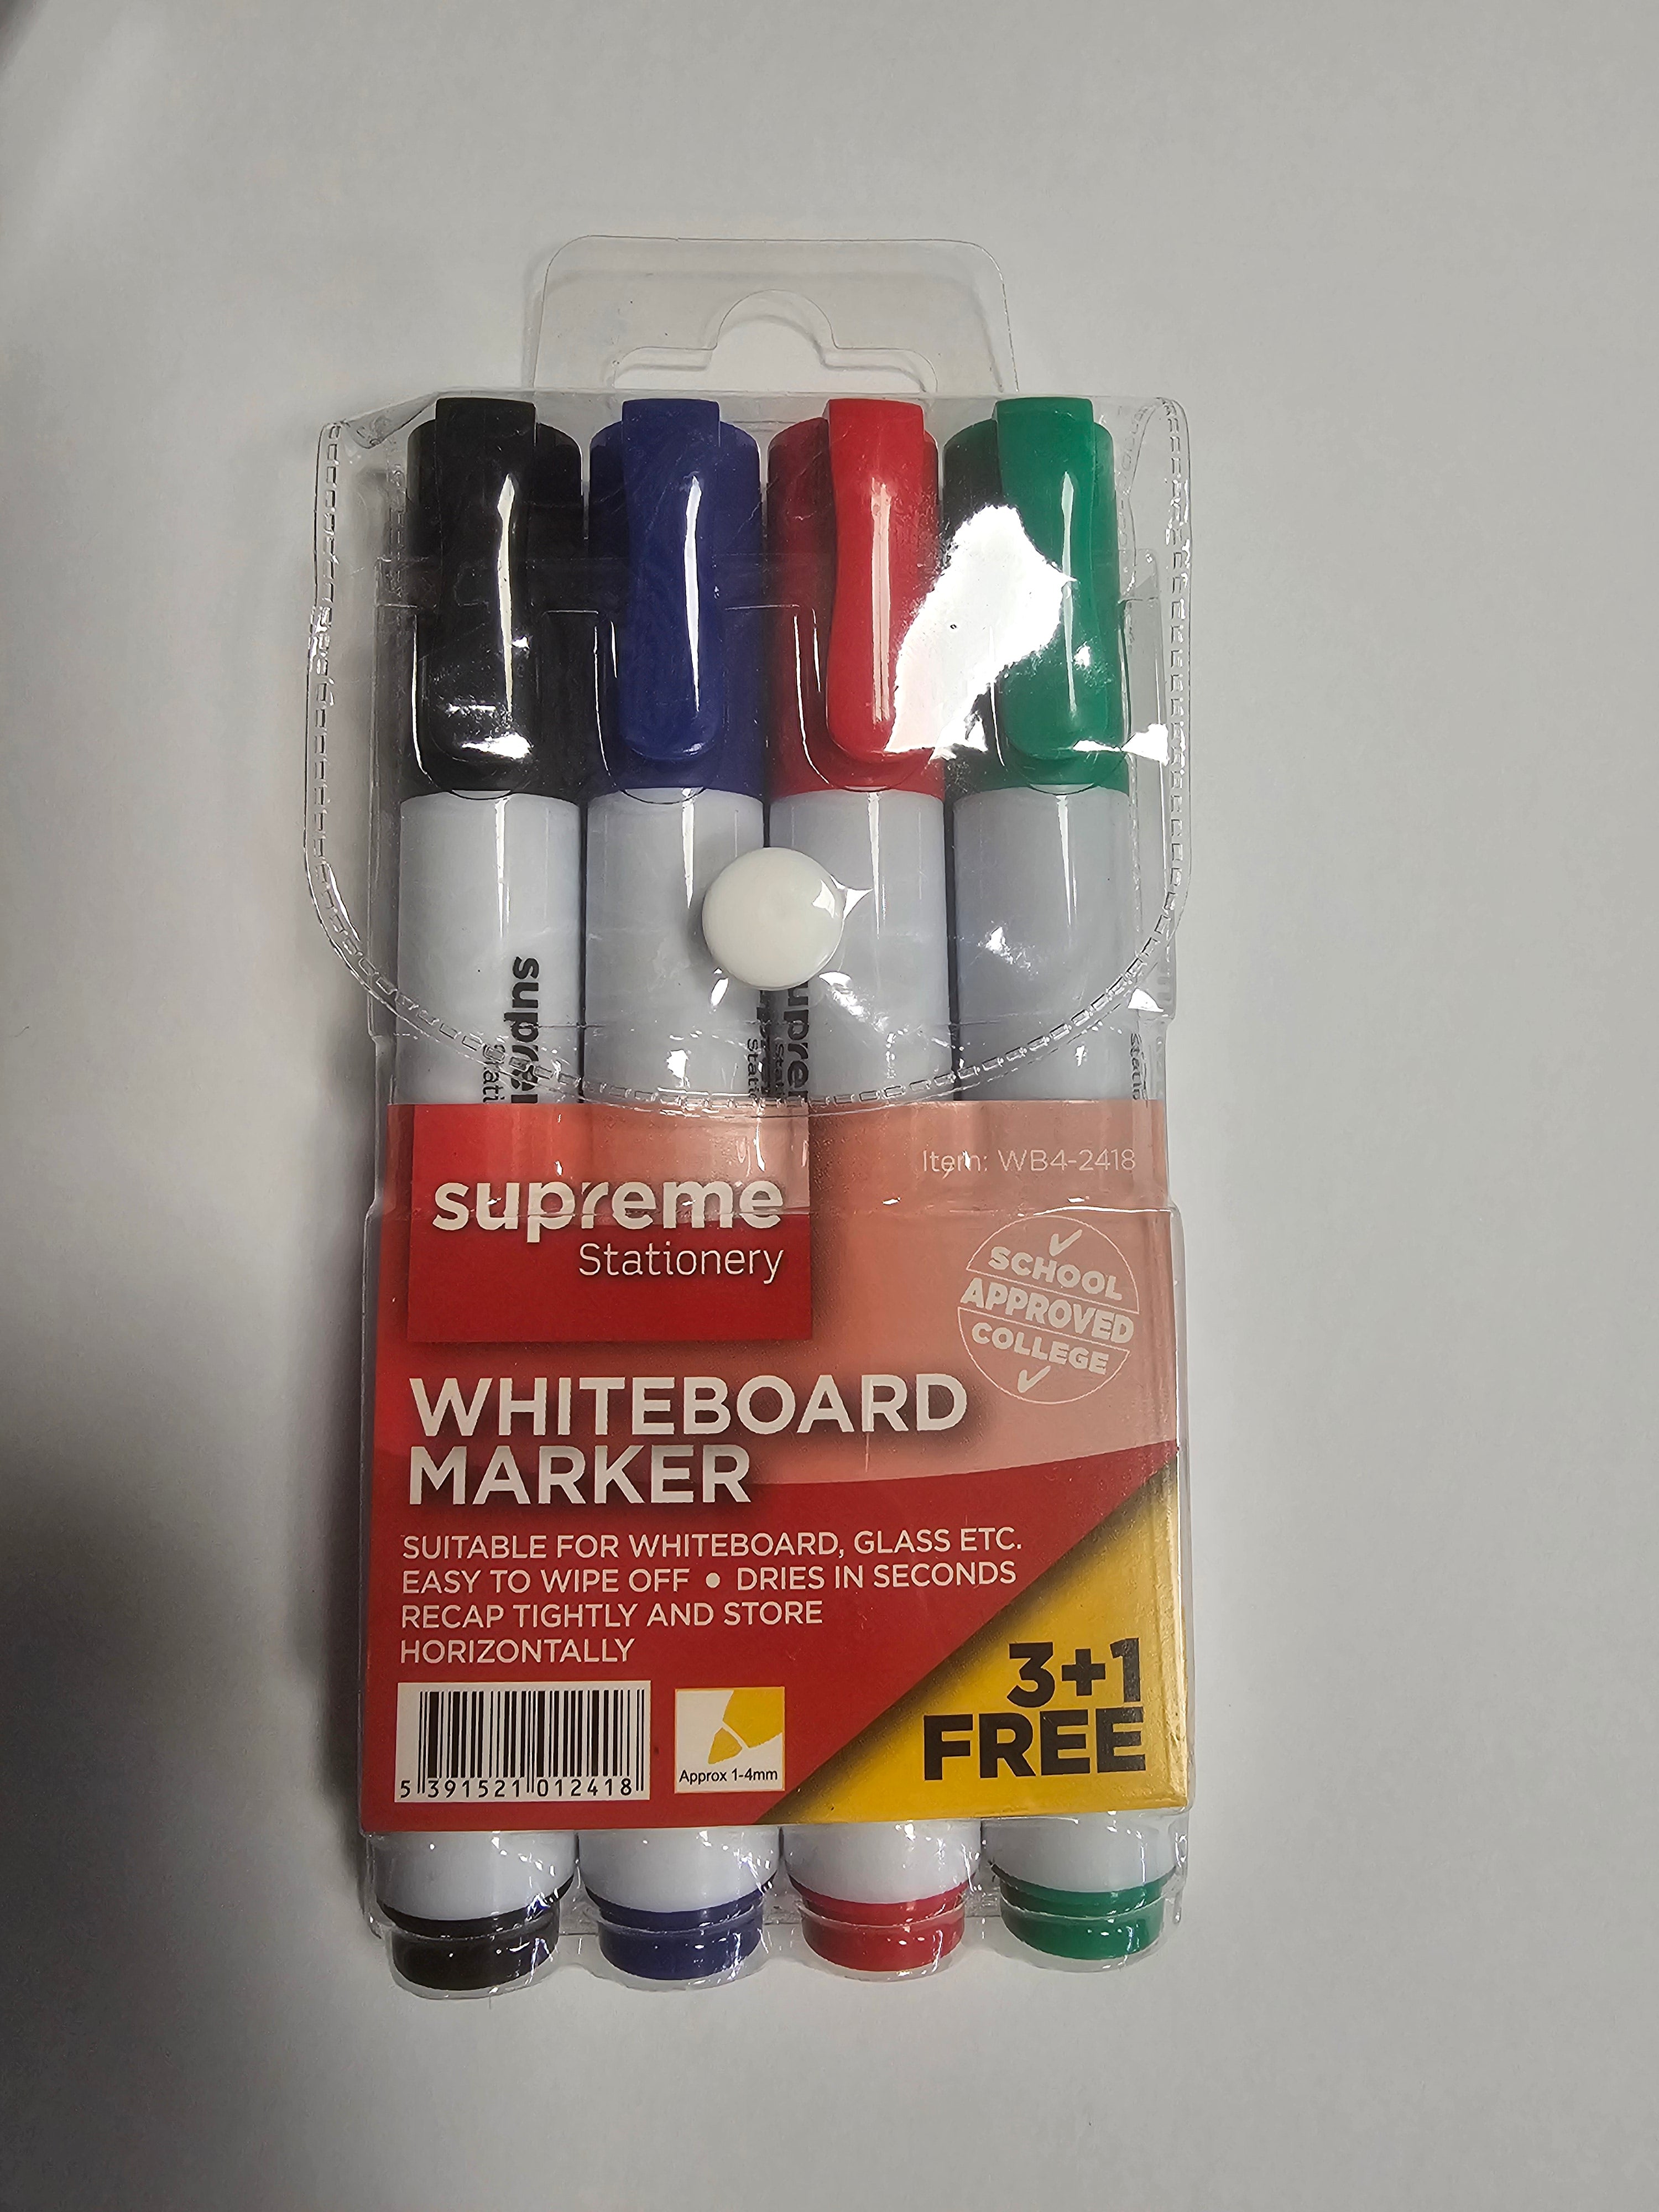 Item: WB4-2418
supreme
Stationery
SCHOOL
APPROVED
COLLEGE
WHITEBOARD
MARKER
SUITABLE FOR WHITEBOARD, GLASS ETC.
EASY TO WIPE OFF • DRIES IN SECONDS
RECAP TIGHTLY AND STORE
HORIZONTALLY
3+1
FREE
Approx 1-4mm
5 391521 012418